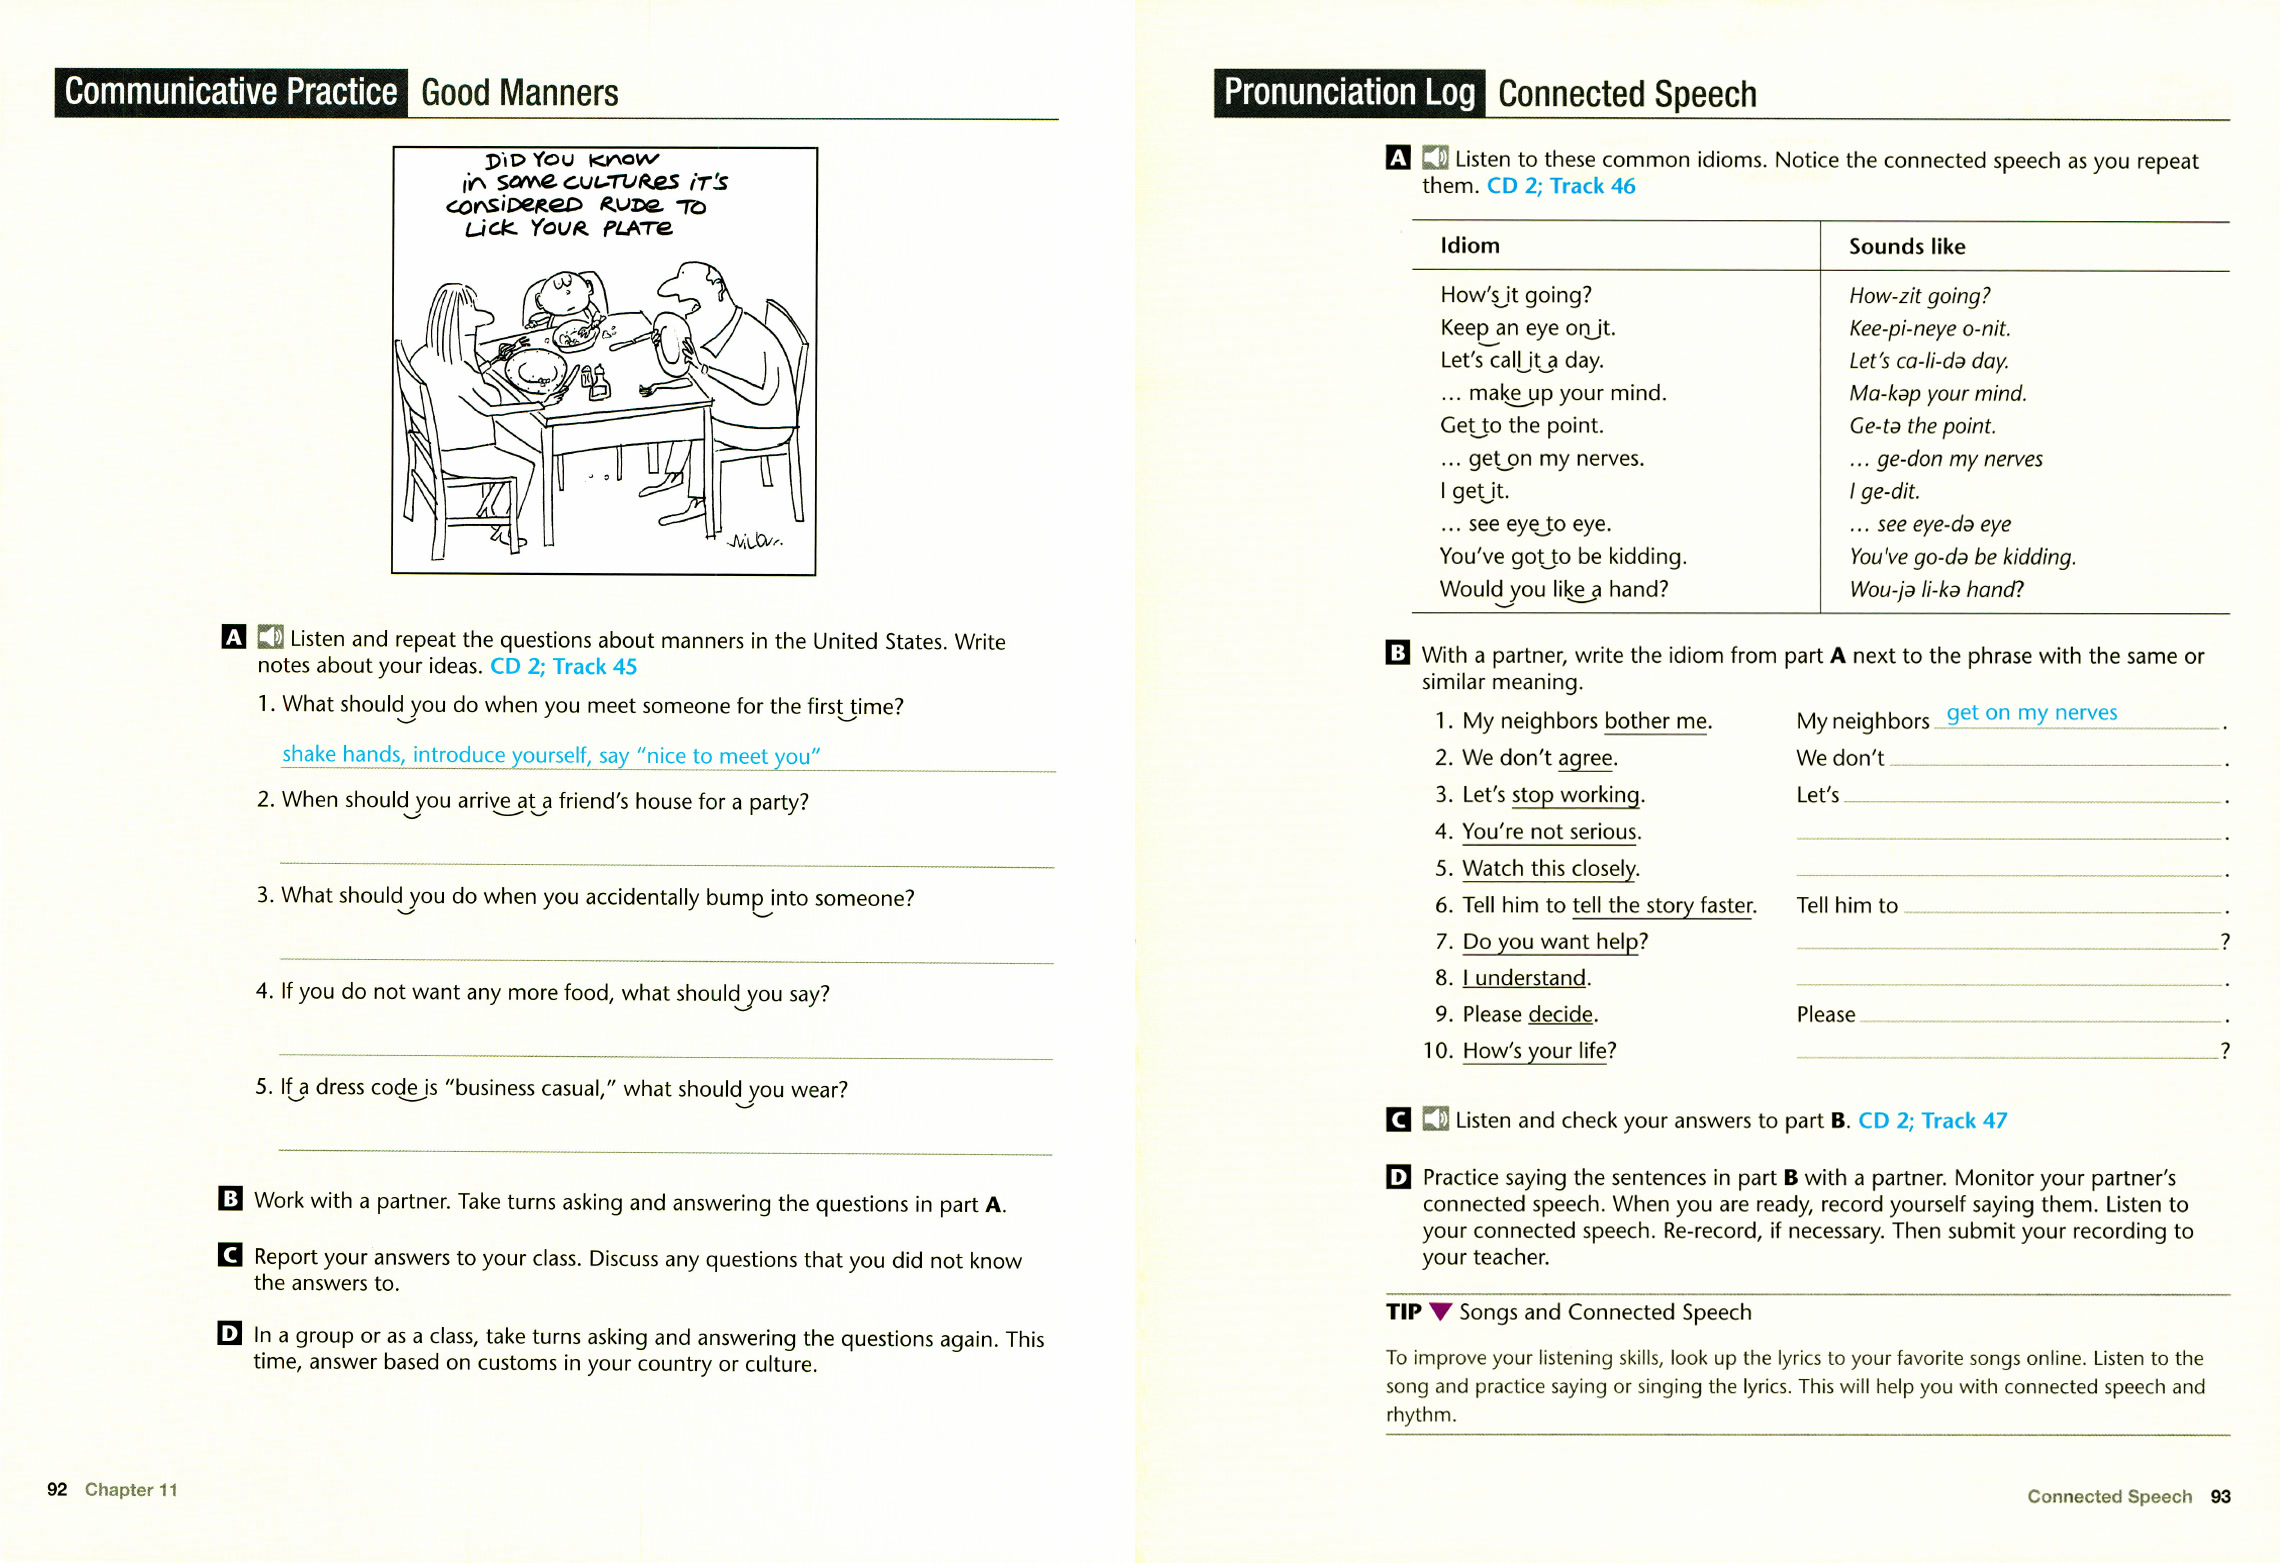 Communicative Practice Good Manners
DiD YOU KNOW
iN SOME CULTURES iT'S
CONSIDERED RUDE TO
LiCK YOUR PLATE
A Listen and repeat the questions about manners in the United States. Write
notes about your ideas. CD 2; Track 45
1. What should you do when you meet someone for the first time?
shake hands, introduce yourself, say "nice to meet you"
2. When should you arrive at a friend's house for a party?
3. What should you do when you accidentally bump into someone?
4. If you do not want any more food, what should you say?
5. If a dress code is "business casual," what should you wear?
B Work with a partner. Take turns asking and answering the questions in part A.
C Report your answers to your class. Discuss any questions that you did not know
the answers to.
D In a group or as a class, take turns asking and answering the questions again. This
time, answer based on customs in your country or culture.
92 Chapter 11
Pronunciation Log Connected Speech
A Listen to these common idioms. Notice the connected speech as you repeat
them. CD 2; Track 46
Idiom Sounds like
How's it going? How-zit going?
Keep an eye on it. Kee-pi-neye o-nit.
Let's call it a day. Let's ca-li-də day.
... make up your mind. Ma-kəp your mind.
Get to the point. Ge-tə the point.
... get on my nerves. ... ge-don my nerves
I get it. I ge-dit.
... see eye to eye. ... see eye-də eye
You've got to be kidding. You've go-də be kidding.
Would you like a hand? Wou-jə li-kə hand?
B With a partner, write the idiom from part A next to the phrase with the same or
similar meaning.
1. My neighbors bother me. My neighbors get on my nerves.
2. We don't agree. We don't .
3. Let's stop working. Let's .
4. You're not serious. .
5. Watch this closely. .
6. Tell him to tell the story faster. Tell him to .
7. Do you want help? ?
8. I understand. .
9. Please decide. Please .
10. How's your life? ?
C Listen and check your answers to part B. CD 2; Track 47
D Practice saying the sentences in part B with a partner. Monitor your partner's
connected speech. When you are ready, record yourself saying them. Listen to
your connected speech. Re-record, if necessary. Then submit your recording to
your teacher.
TIP ▼ Songs and Connected Speech
To improve your listening skills, look up the lyrics to your favorite songs online. Listen to the
song and practice saying or singing the lyrics. This will help you with connected speech and
rhythm.
Connected Speech 93